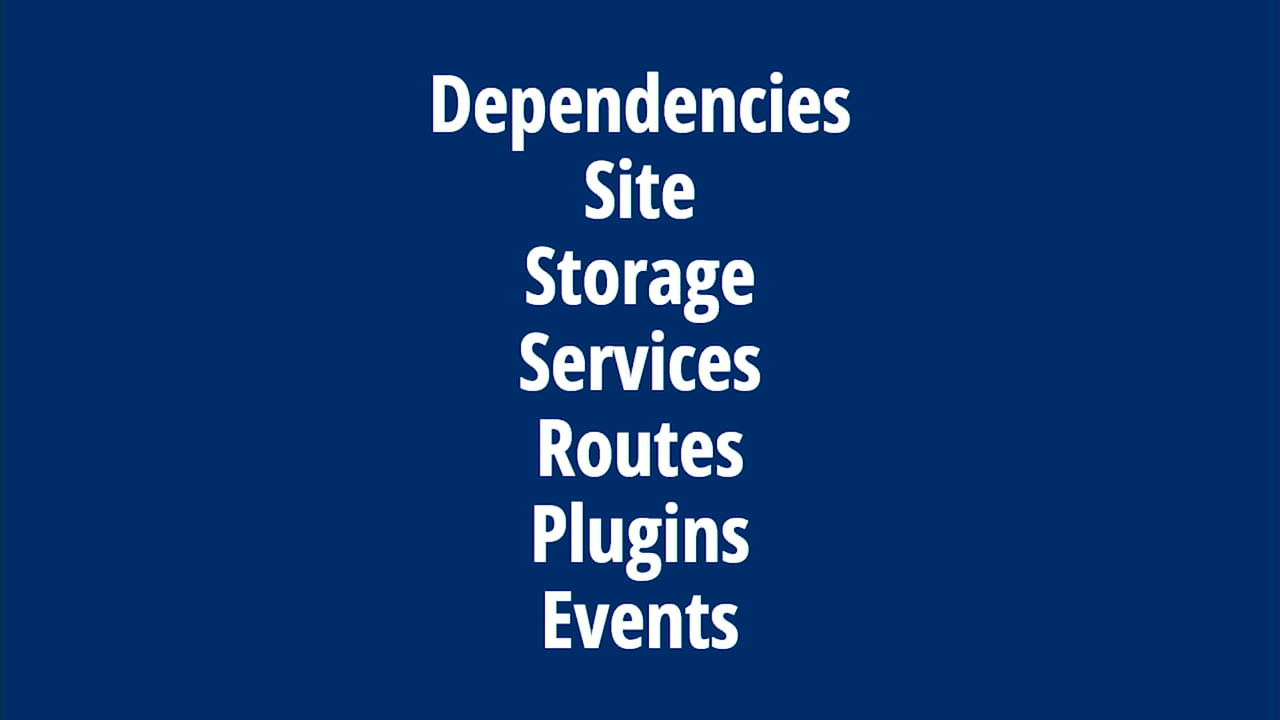 Dependencies
Site
Storage
Services
Routes
Plugins
Events